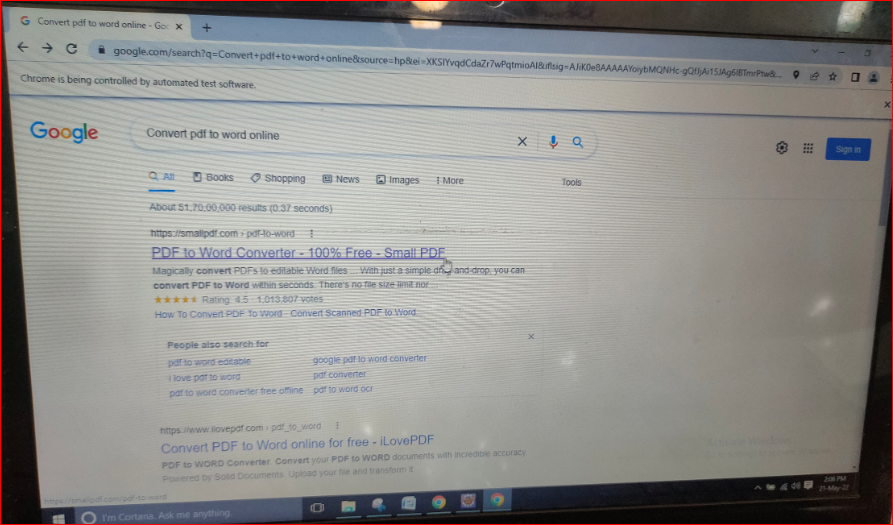 Convert pdf to word online - Goo
google.com/search?q=Convert+pdf+to+word+online&source=hp&ei=
Chrome is being controlled by automated test software.
Google
Convert pdf to word online
Sign in
All Books Shopping News Images More Tools
About 51,70,00,000 results (0.37 seconds)
https://smallpdf.com › pdf-to-word
PDF to Word Converter - 100% Free - Small PDF
Magically convert PDFs to editable Word files ... With just a simple drag-and-drop, you can
convert PDF to Word within seconds. There's no file size limit nor ...
Rating: 4.5 · 1,013,807 votes
How To Convert PDF To Word · Convert Scanned PDF to Word
People also search for
pdf to word editable google pdf to word converter
i love pdf to word pdf converter
pdf to word converter free offline pdf to word ocr
https://www.ilovepdf.com › pdf_to_word
Convert PDF to Word online for free - iLovePDF
PDF to WORD Converter. Convert your PDF to WORD documents with incredible accuracy.
Powered by Solid Documents. Upload your file and transform it.
https://smallpdf.com/pdf-to-word
I'm Cortana. Ask me anything.
2:08 PM
21-May-22